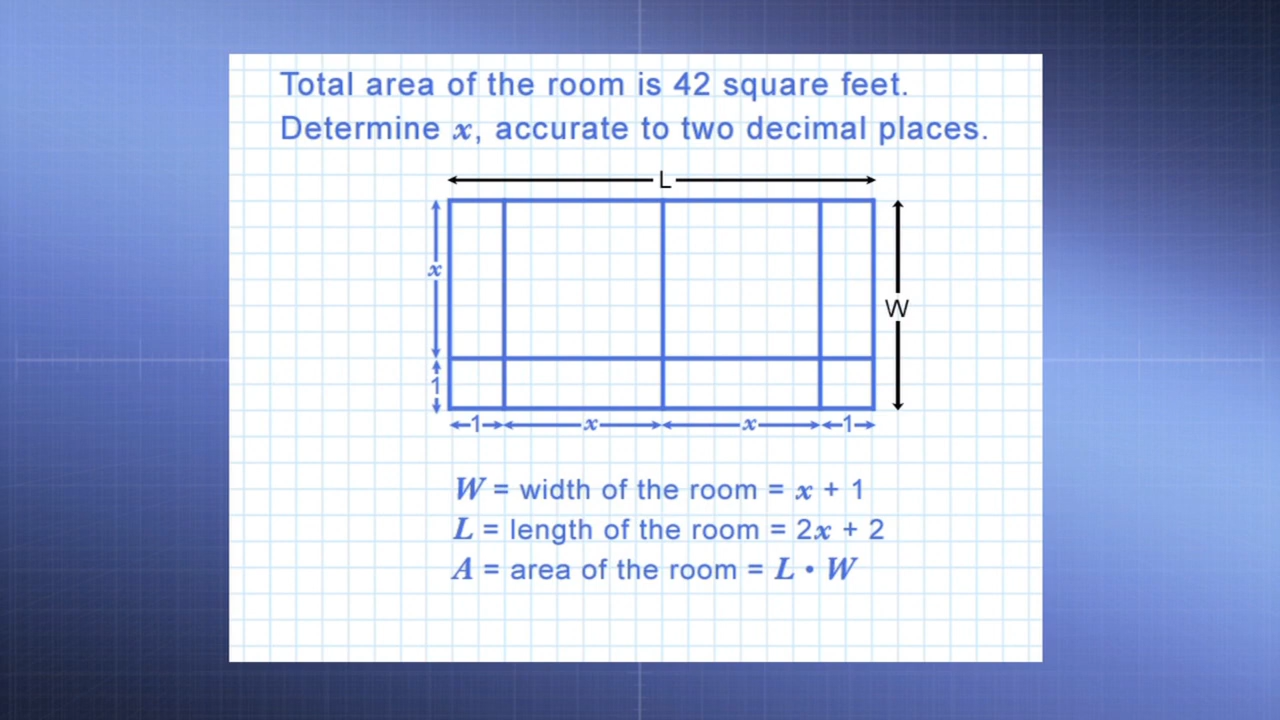 Total area of the room is 42 square feet.
Determine x, accurate to two decimal places.
L
x
W
1
1 x x 1
W = width of the room = x + 1
L = length of the room = 2x + 2
A = area of the room = L • W